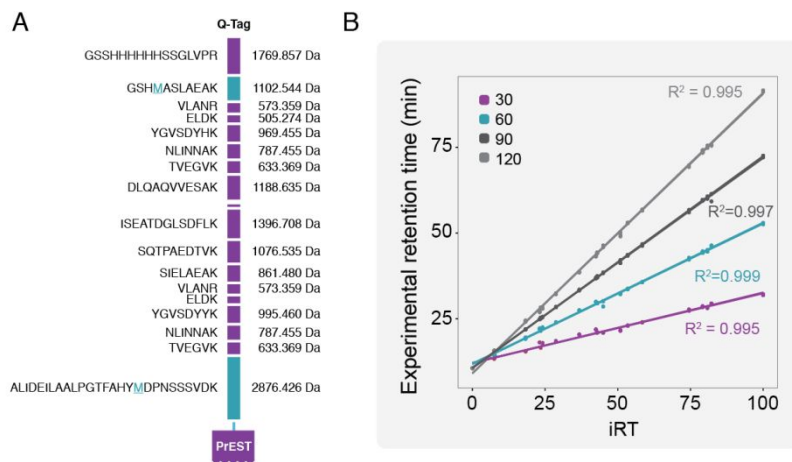 A
Q-Tag
GSSHHHHHHSSGLVPR 1769.857 Da
GSHMASLAEAK 1102.544 Da
VLANR 573.359 Da
ELDK 505.274 Da
YGVSDYHK 969.455 Da
NLINNAK 787.455 Da
TVEGVK 633.369 Da
DLQAQVVESAK 1188.635 Da
ISEATDGLSDFLK 1396.708 Da
SQTPAEDTVK 1076.535 Da
SIELAEAK 861.480 Da
VLANR 573.359 Da
ELDK
YGVSDYYK 995.460 Da
NLINNAK 787.455 Da
TVEGVK 633.369 Da
ALIDEILAALPGTFAHYMDPNSSSVDK 2876.426 Da
PrEST
B
Experimental retention time (min)
75
50
25
30
60
90
120
R² = 0.995
R²=0.997
R²=0.999
R² = 0.995
0 25 50 75 100
iRT